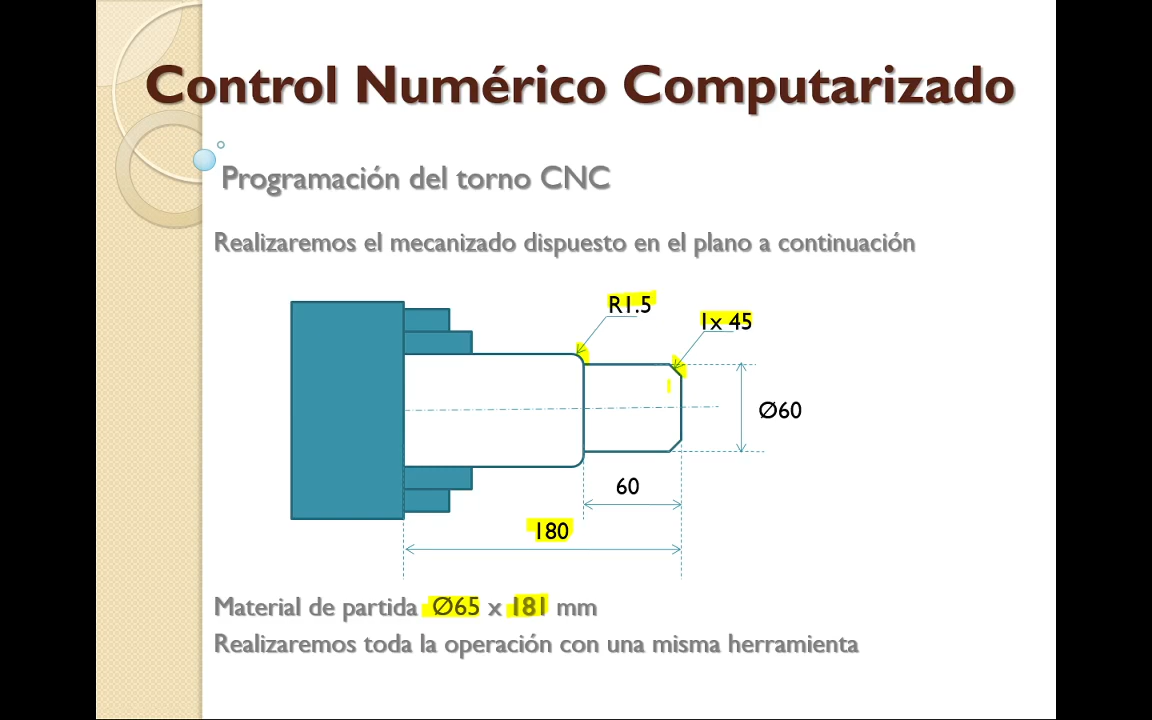 Control Numérico Computarizado
Programación del torno CNC
Realizaremos el mecanizado dispuesto en el plano a continuación
R1.5
1x 45
Ø60
60
180
Material de partida Ø65 x 181 mm
Realizaremos toda la operación con una misma herramienta